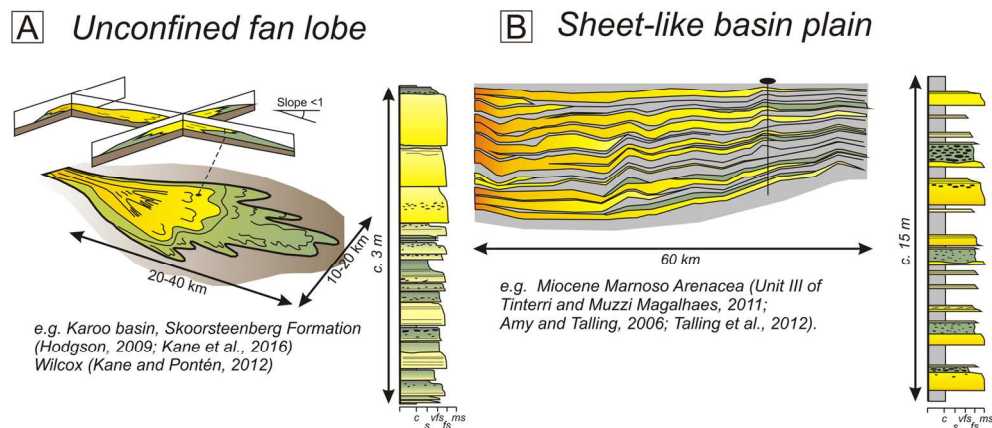 A Unconfined fan lobe
Slope <1
20-40 km
10-20 km
e.g. Karoo basin, Skoorsteenberg Formation
(Hodgson, 2009; Kane et al., 2016)
Wilcox (Kane and Pontén, 2012)
c. 3 m
c vfs ms
s fs
B Sheet-like basin plain
60 km
e.g. Miocene Marnoso Arenacea (Unit III of
Tinterri and Muzzi Magalhaes, 2011;
Amy and Talling, 2006; Talling et al., 2012).
c. 15 m
c vfs ms
s fs